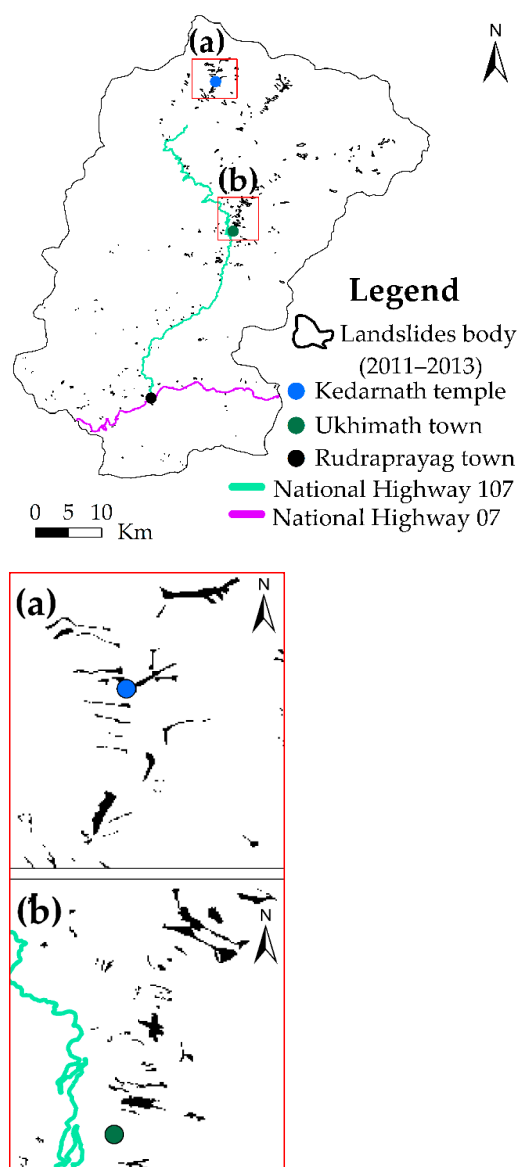 (a)
N
(b)
Legend
Landslides body
(2011–2013)
Kedarnath temple
Ukhimath town
Rudraprayag town
National Highway 107
National Highway 07
0 5 10
Km
(a)
N
(b)
N